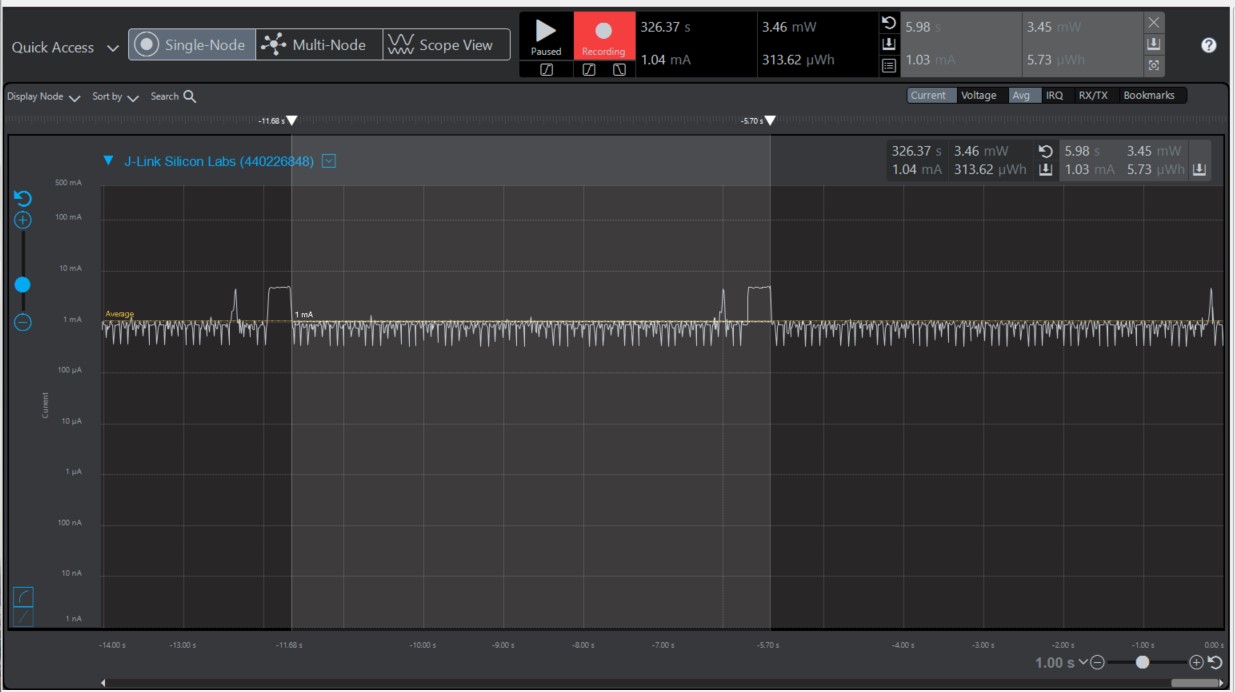 Quick Access
Single-Node
Multi-Node
Scope View
Paused
Recording
326.37 s
3.46 mW
1.04 mA
313.62 µWh
5.98 s
3.45 mW
1.03 mA
5.73 µWh
Display Node
Sort by
Search
Current
Voltage
Avg
IRQ
RX/TX
Bookmarks
-11.68 s
-5.70 s
J-Link Silicon Labs (440226848)
326.37 s 3.46 mW
1.04 mA 313.62 µWh
5.98 s 3.45 mW
1.03 mA 5.73 µWh
500 mA
100 mA
10 mA
Average
1 mA
1 mA
100 µA
Current
10 µA
1 µA
100 nA
10 nA
1 nA
-14.00 s
-13.00 s
-11.68 s
-10.00 s
-9.00 s
-8.00 s
-7.00 s
-5.70 s
-4.00 s
-3.00 s
-2.00 s
-1.00 s
0.00 s
1.00 s